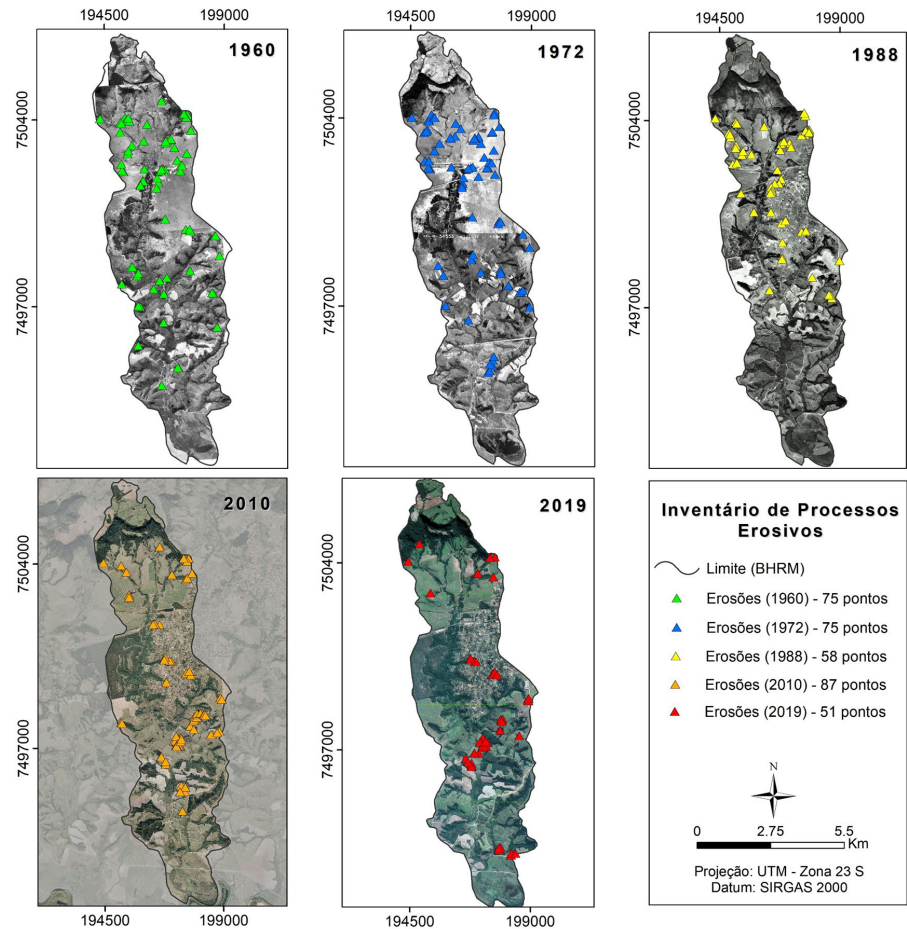 194500 199000
194500 199000
1960
1972
1988
7504000
7504000
7504000
7497000
7497000
7497000
2010
2019
7504000
7504000
7497000
7497000
194500 199000
194500 199000
Inventário de Processos
Erosivos
Limite (BHRM)
Erosões (1960) - 75 pontos
Erosões (1972) - 75 pontos
Erosões (1988) - 58 pontos
Erosões (2010) - 87 pontos
Erosões (2019) - 51 pontos
N
0 2.75 5.5
Km
Projeção: UTM - Zona 23 S
Datum: SIRGAS 2000